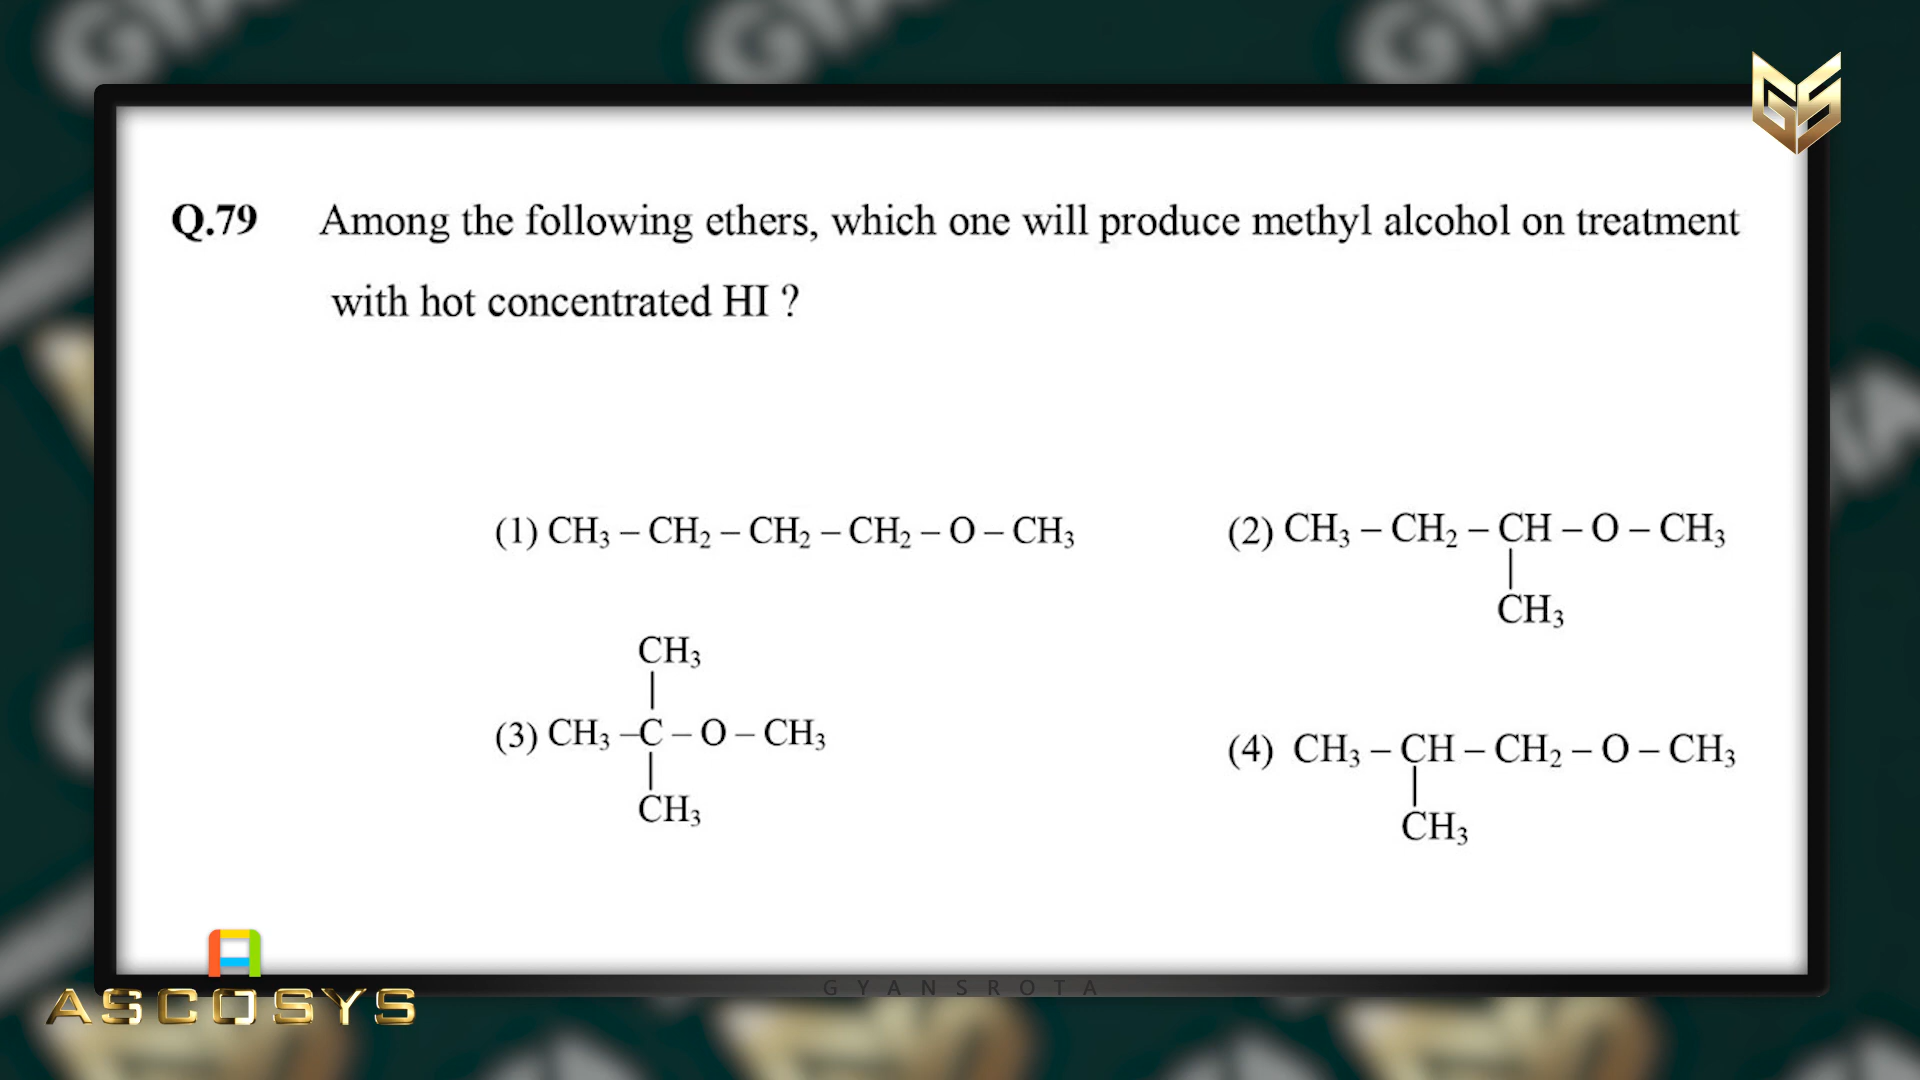 Q.79 Among the following ethers, which one will produce methyl alcohol on treatment
with hot concentrated HI ?
(1) CH₃ – CH₂ – CH₂ – CH₂ – O – CH₃
(2) CH₃ – CH₂ – CH – O – CH₃
|
CH₃
CH₃
|
(3) CH₃ –C – O – CH₃
|
CH₃
(4) CH₃ – CH – CH₂ – O – CH₃
|
CH₃
GYANSROTA
ASCOSYS
GS